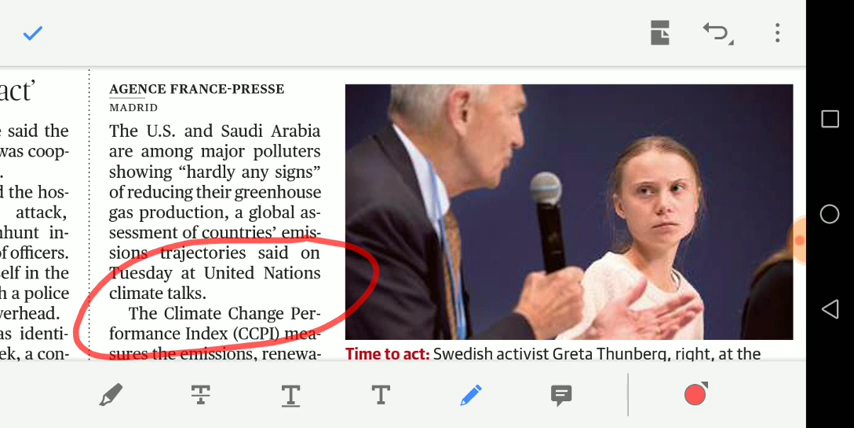 act’
said the
was coop-
the hos-
attack,
nhunt in-
of officers.
self in the
h a police
verhead.
as identi-
ek, a con-
AGENCE FRANCE-PRESSE
MADRID
The U.S. and Saudi Arabia
are among major polluters
showing “hardly any signs”
of reducing their greenhouse
gas production, a global as-
sessment of countries’ emis-
sions trajectories said on
Tuesday at United Nations
climate talks.
The Climate Change Per-
formance Index (CCPI) mea-
sures the emissions, renewa-
Time to act: Swedish activist Greta Thunberg, right, at the